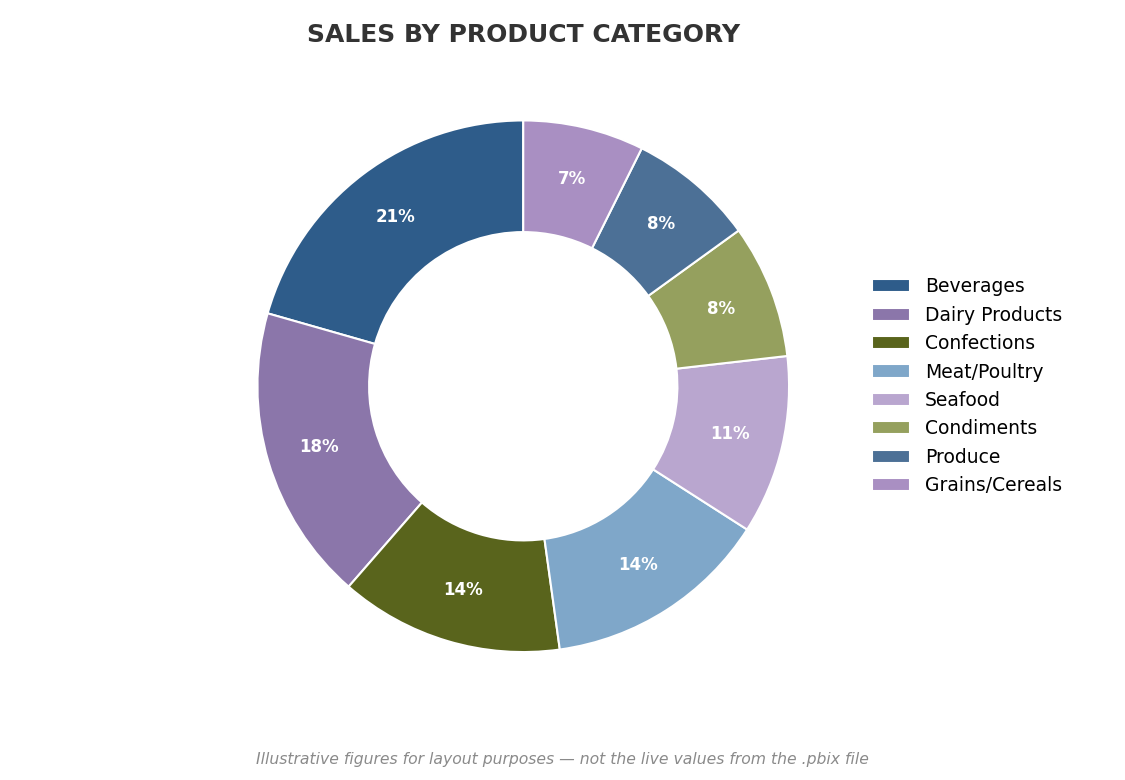 SALES BY PRODUCT CATEGORY
21%
7%
8%
8%
11%
14%
14%
18%
Beverages
Dairy Products
Confections
Meat/Poultry
Seafood
Condiments
Produce
Grains/Cereals
Illustrative figures for layout purposes — not the live values from the .pbix file